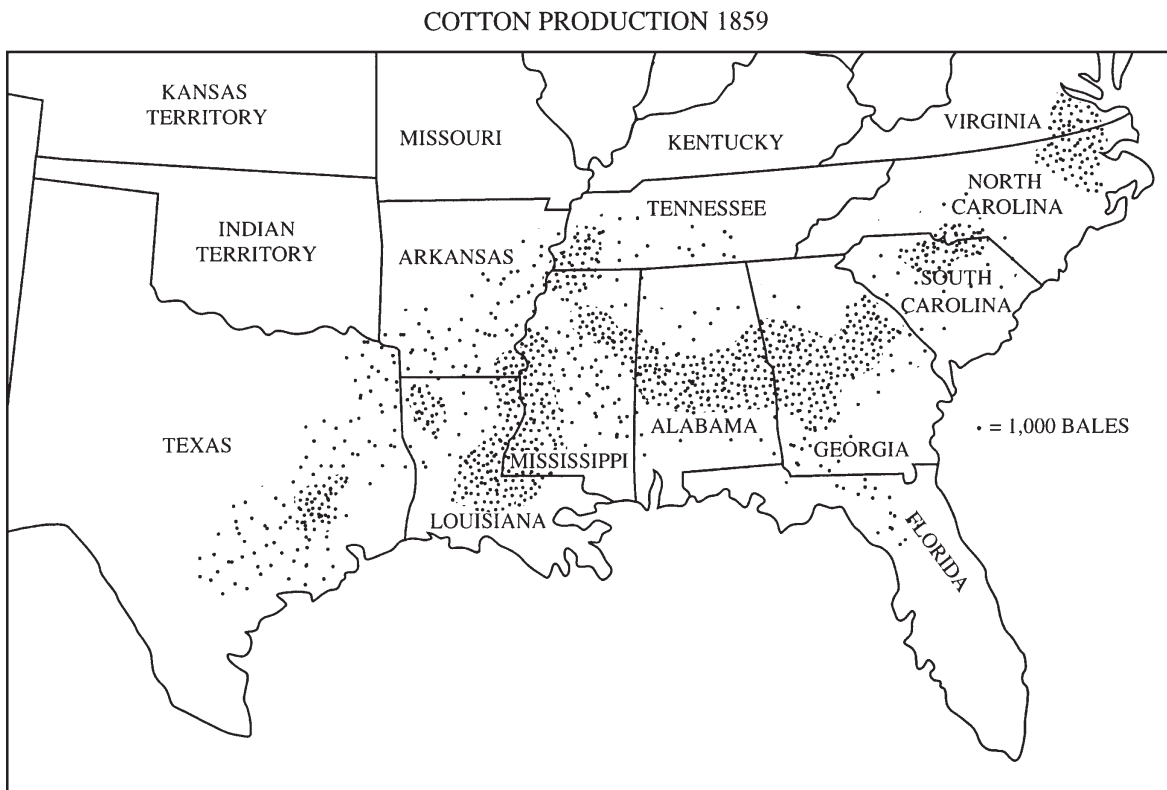 COTTON PRODUCTION 1859
KANSAS
TERRITORY
MISSOURI
KENTUCKY
VIRGINIA
INDIAN
TERRITORY
ARKANSAS
TENNESSEE
NORTH
CAROLINA
SOUTH
CAROLINA
TEXAS
LOUISIANA
MISSISSIPPI
ALABAMA
GEORGIA
FLORIDA
• = 1,000 BALES